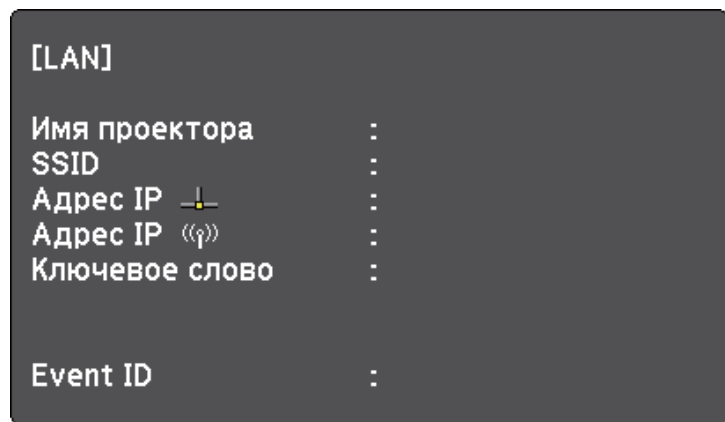 [LAN]
Имя проектора :
SSID :
Адрес IP :
Адрес IP :
Ключевое слово :
Event ID :